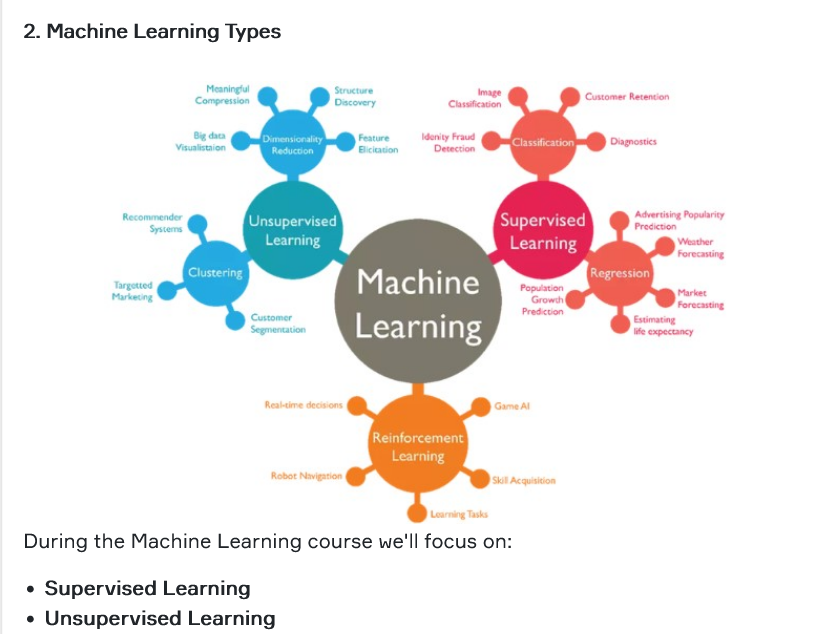 2. Machine Learning Types
Meaningful
Compression
Structure
Discovery
Big data
Visualistaion
Dimensionality
Reduction
Feature
Elicitation
Unsupervised
Learning
Recommender
Systems
Clustering
Targetted
Marketing
Customer
Segmentation
Image
Classification
Customer Retention
Idenity Fraud
Detection
Classification
Diagnostics
Supervised
Learning
Advertising Popularity
Prediction
Weather
Forecasting
Regression
Population
Growth
Prediction
Market
Forecasting
Estimating
life expectancy
Machine
Learning
Real-time decisions
Game AI
Reinforcement
Learning
Robot Navigation
Skill Acquisition
Learning Tasks
During the Machine Learning course we'll focus on:
• Supervised Learning
• Unsupervised Learning